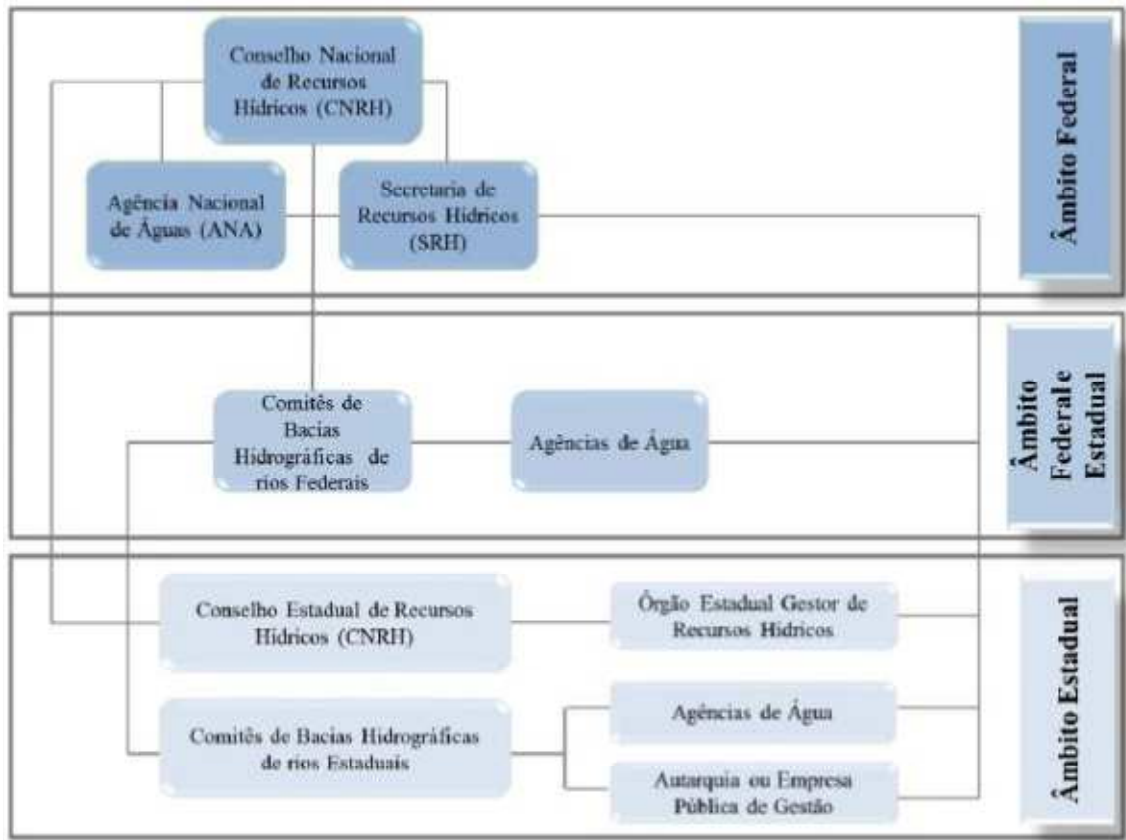 Conselho Nacional
de Recursos
Hídricos (CNRH)
Agência Nacional
de Águas (ANA)
Secretaria de
Recursos Hídricos
(SRH)
Âmbito Federal
Comitês de
Bacias
Hidrográficas de
rios Federais
Agências de Água
Âmbito
Federal e
Estadual
Conselho Estadual de Recursos
Hídricos (CNRH)
Órgão Estadual Gestor de
Recursos Hídricos
Comitês de Bacias Hidrográficas
de rios Estaduais
Agências de Água
Autarquia ou Empresa
Pública de Gestão
Âmbito Estadual